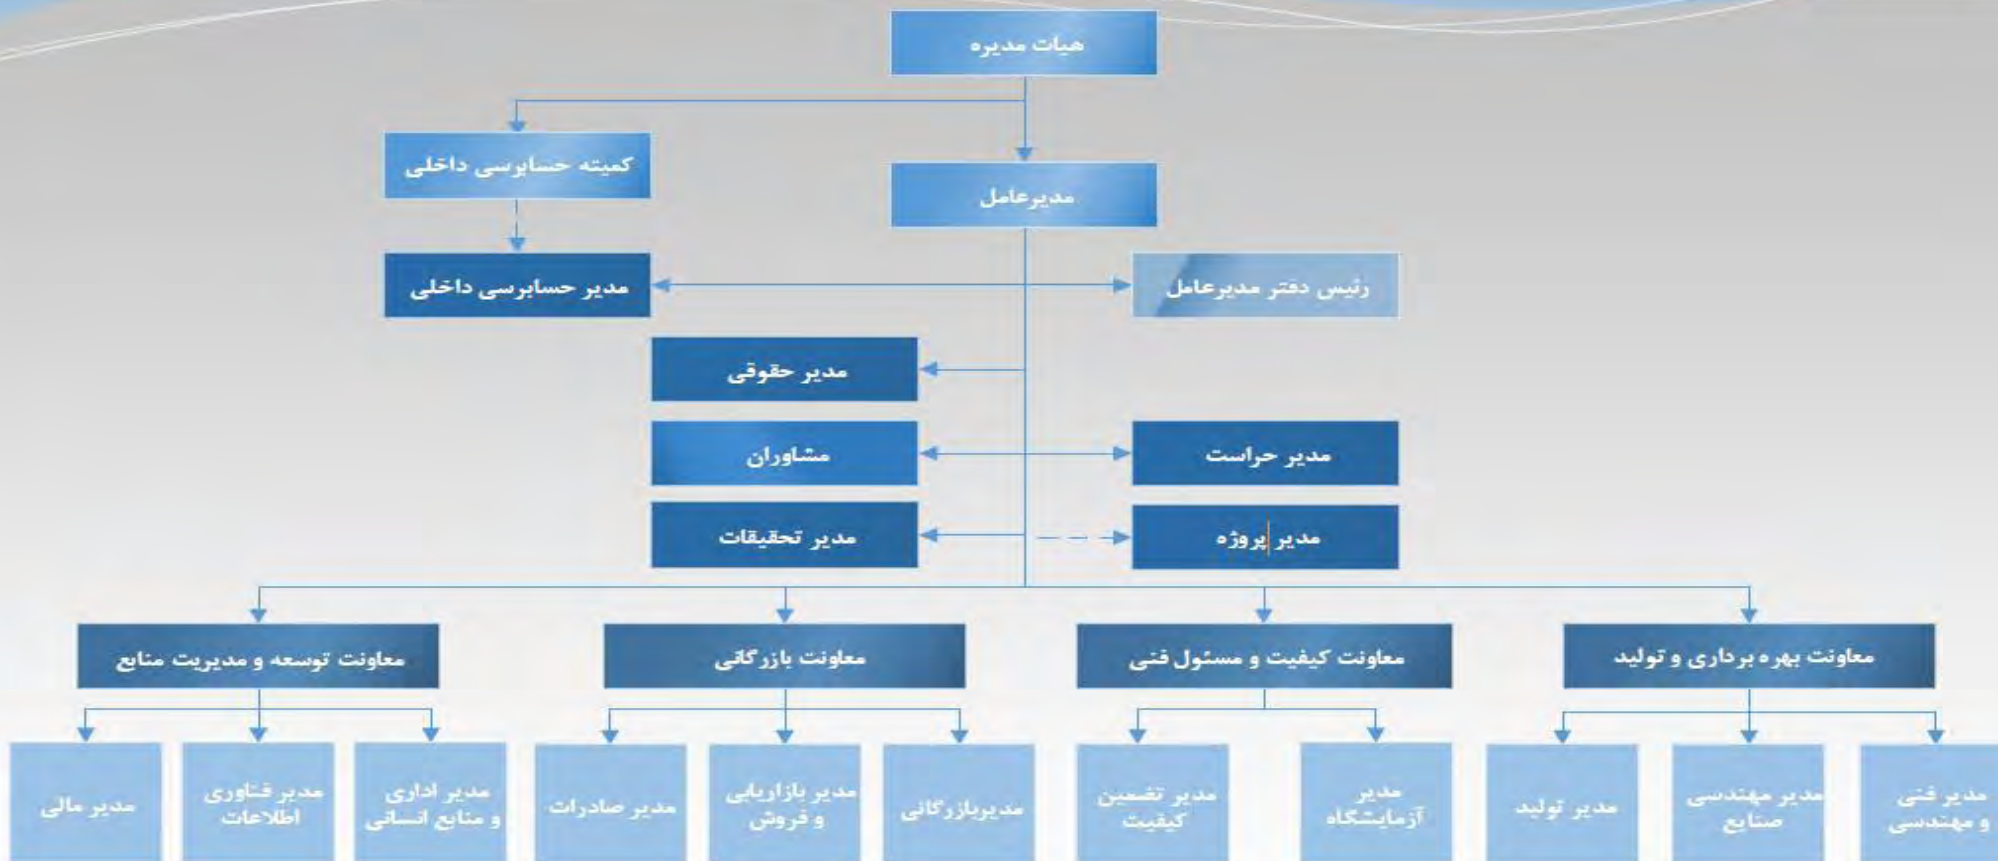 هیات مدیره
کمیته حسابرسی داخلی
مدیرعامل
رئیس دفتر مدیرعامل
مدیر حسابرسی داخلی
مدیر حقوقی
مدیر حراست
مشاوران
مدیر پروژه
مدیر تحقیقات
معاونت بهره برداری و تولید
معاونت کیفیت و مسئول فنی
معاونت بازرگانی
معاونت توسعه و مدیریت منابع
مدیر فنی
و مهندسی
مدیر مهندسی
صنایع
مدیر تولید
مدیر
آزمایشگاه
مدیر تضمین
کیفیت
مدیربازرگانی
مدیر بازاریابی
و فروش
مدیر صادرات
مدیر اداری
و منابع انسانی
مدیر فناوری
اطلاعات
مدیر مالی